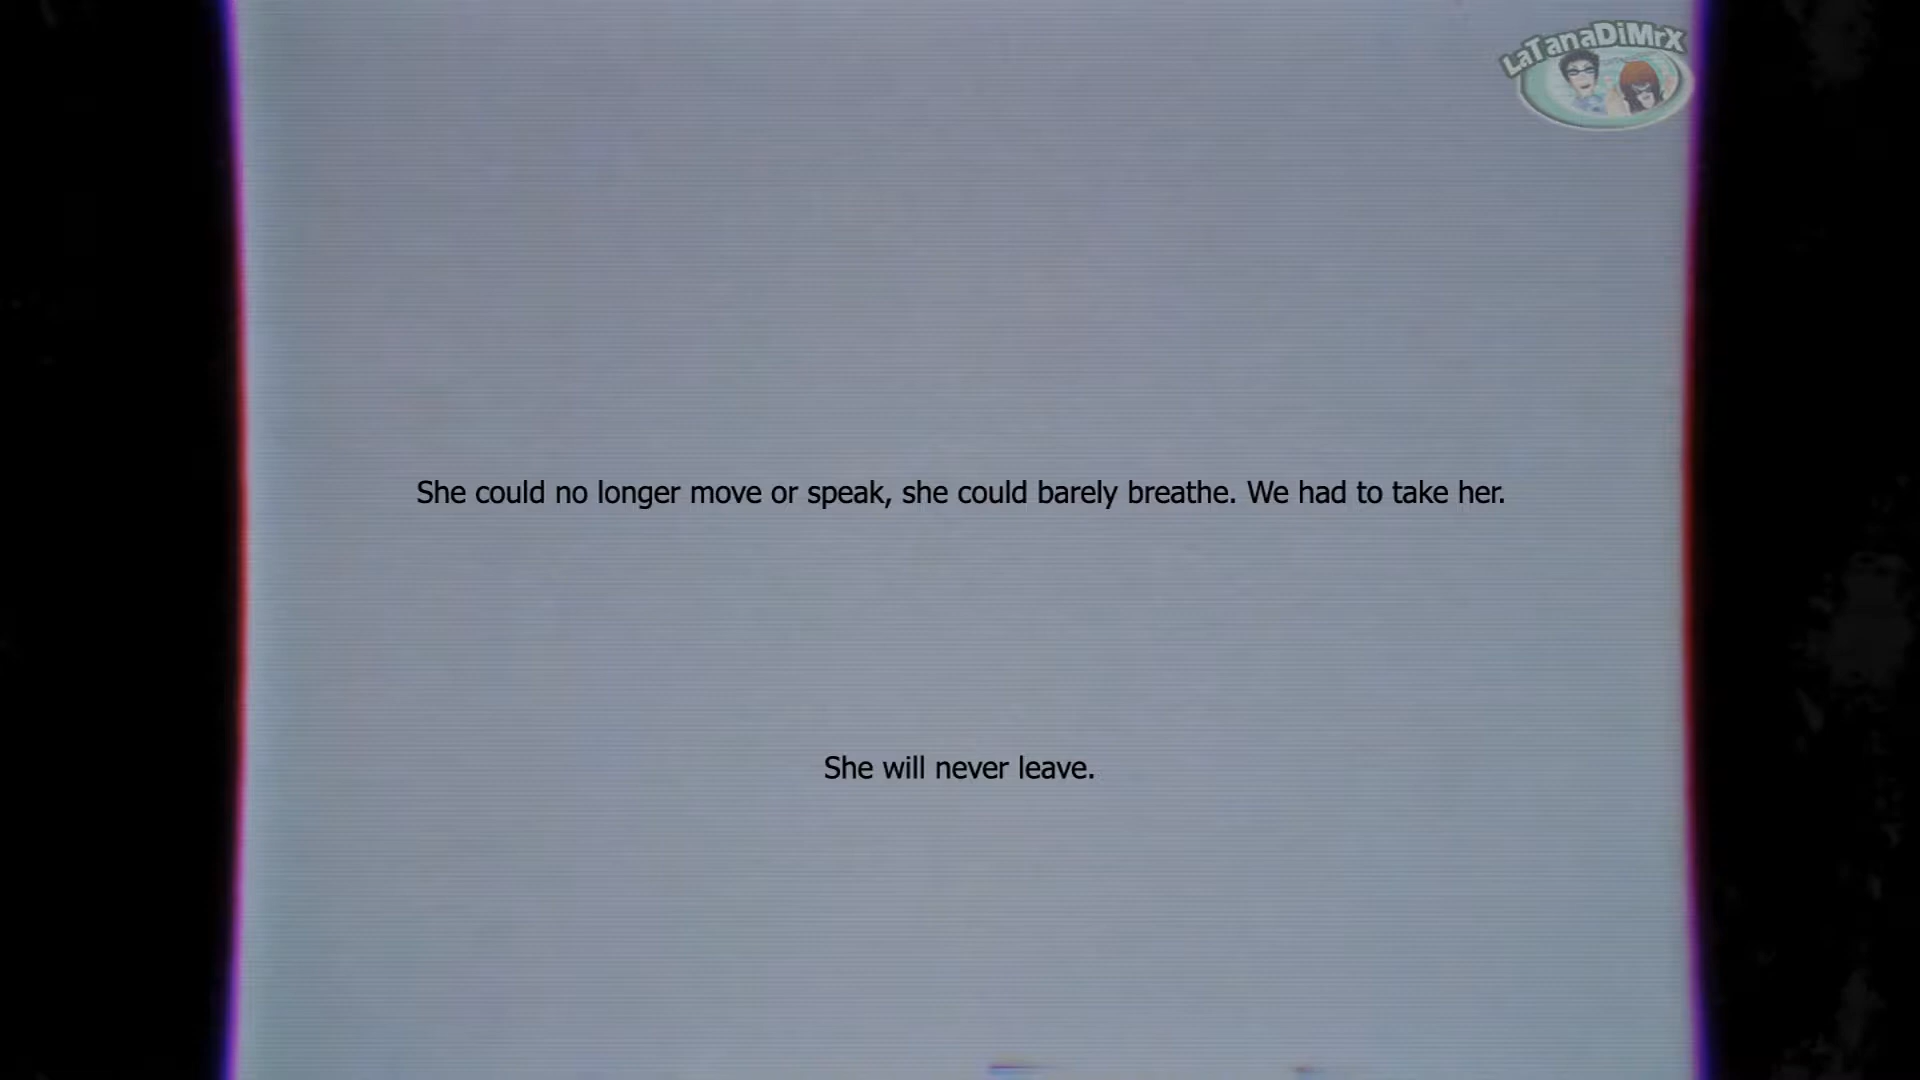 LaTanaDiMrX
She could no longer move or speak, she could barely breathe. We had to take her.
She will never leave.